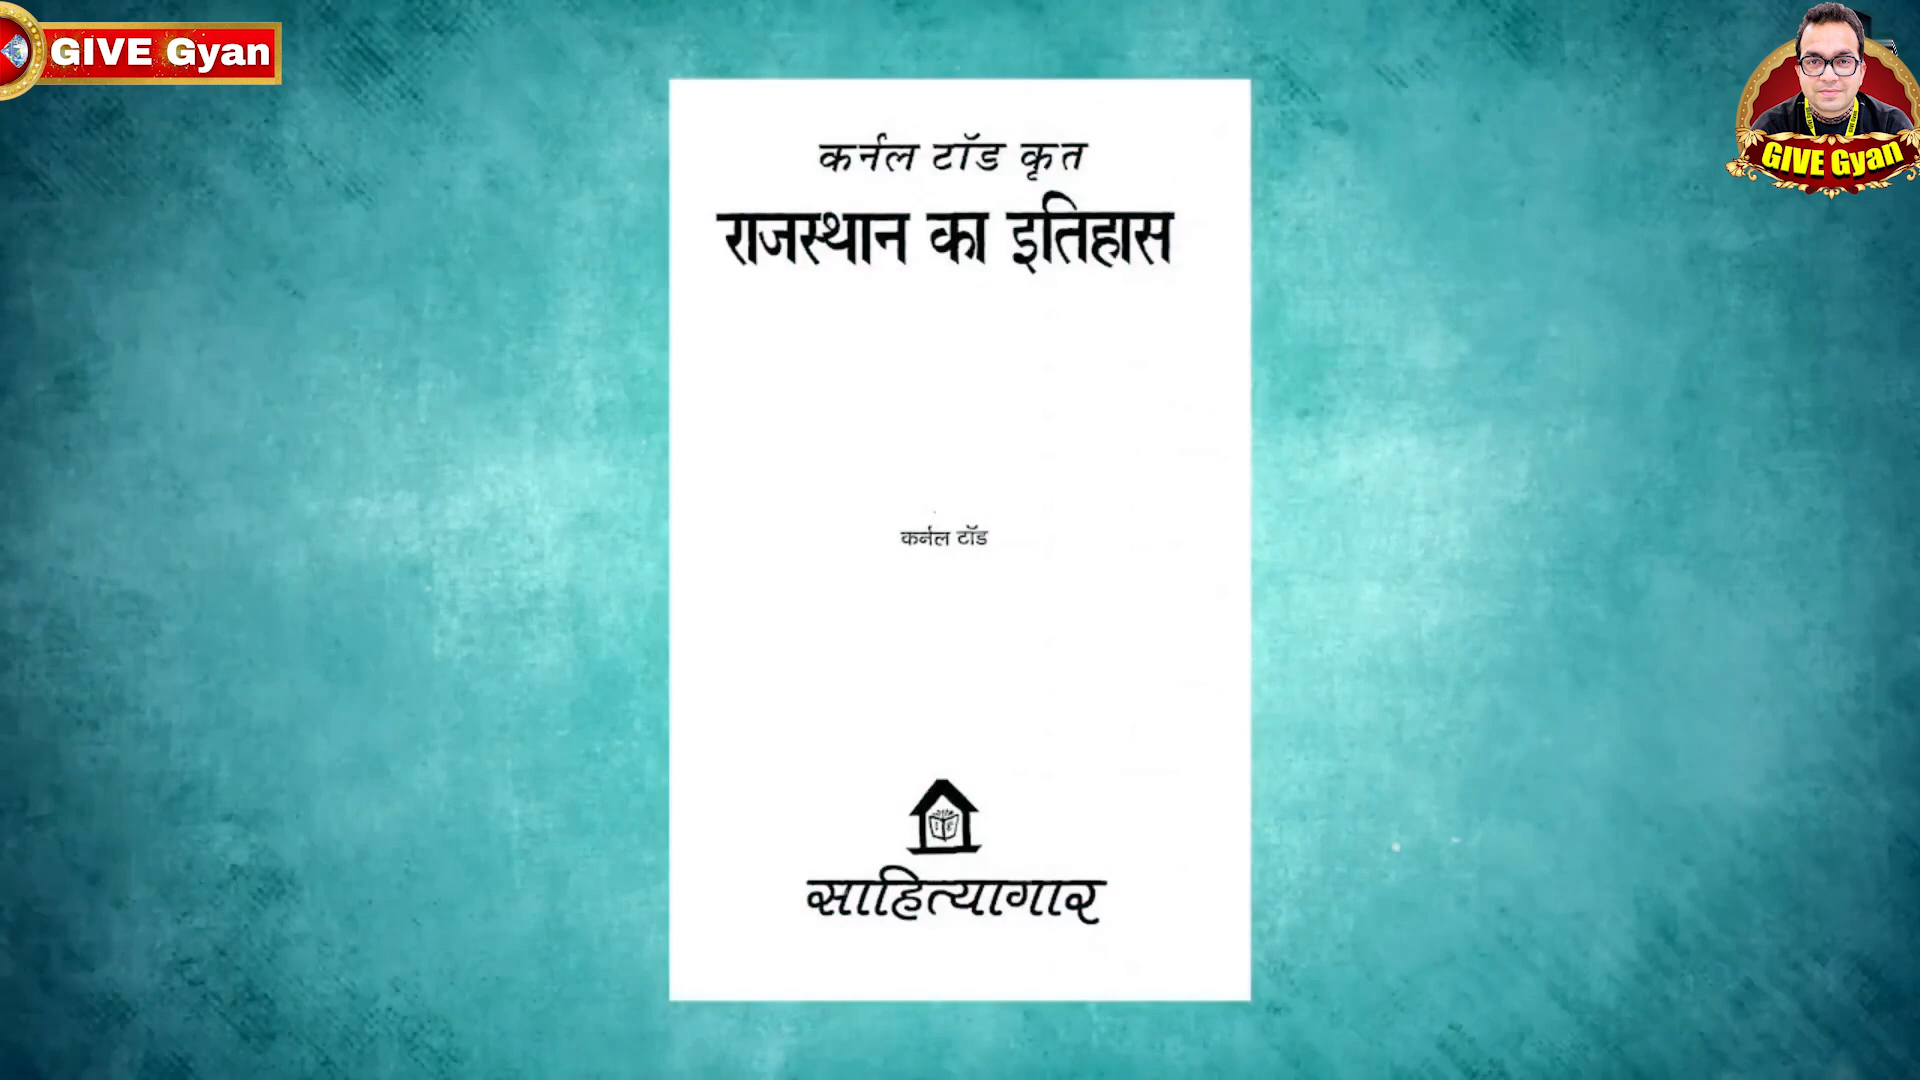 GIVE Gyan
GIVE Gyan
कर्नल टॉड कृत
राजस्थान का इतिहास
कर्नल टॉड
साहित्यागार